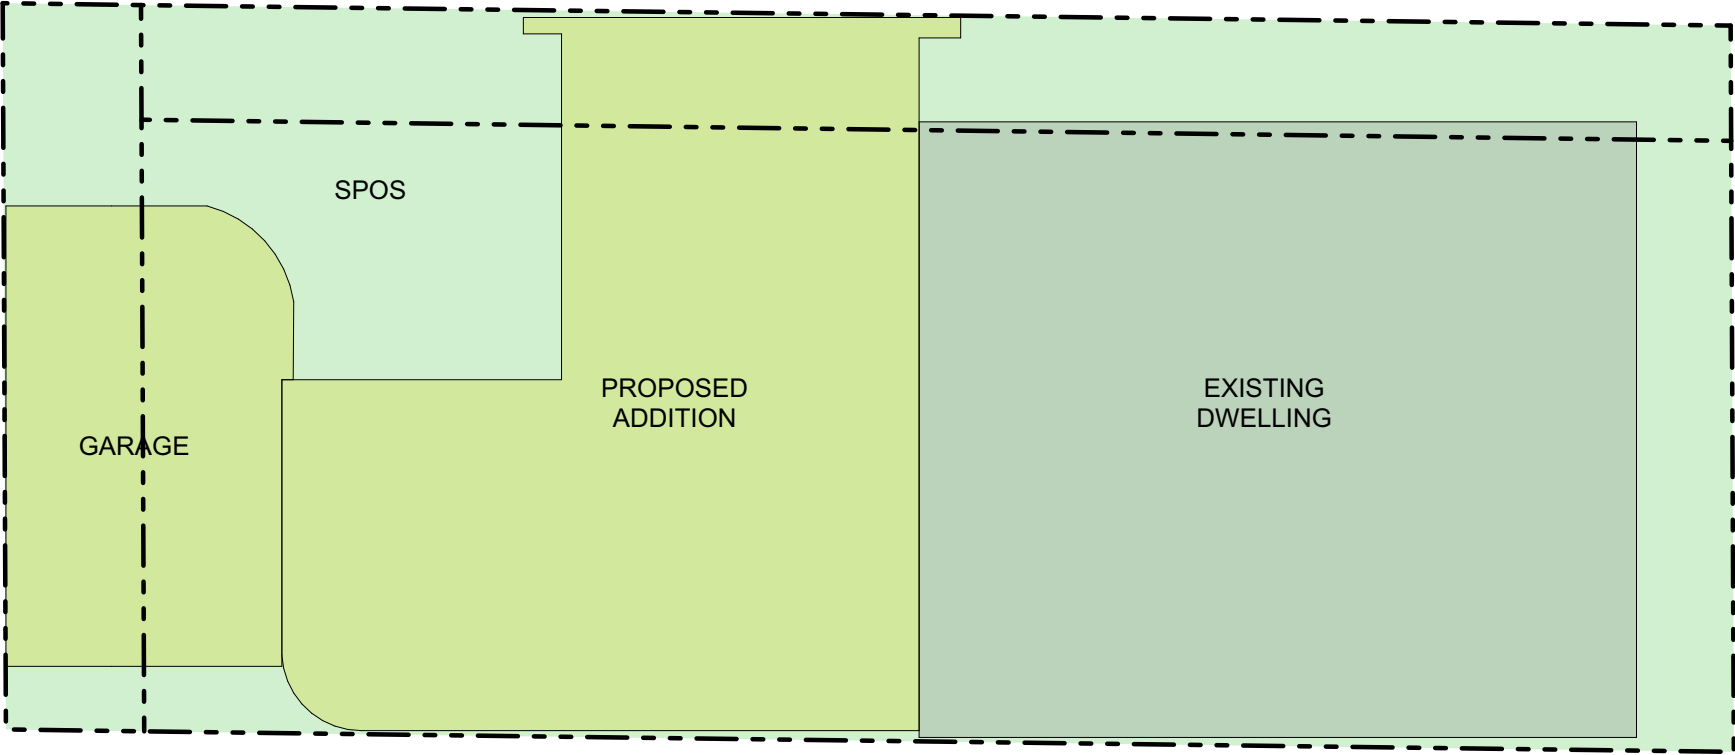 SPOS
PROPOSED
ADDITION
EXISTING
DWELLING
GARAGE